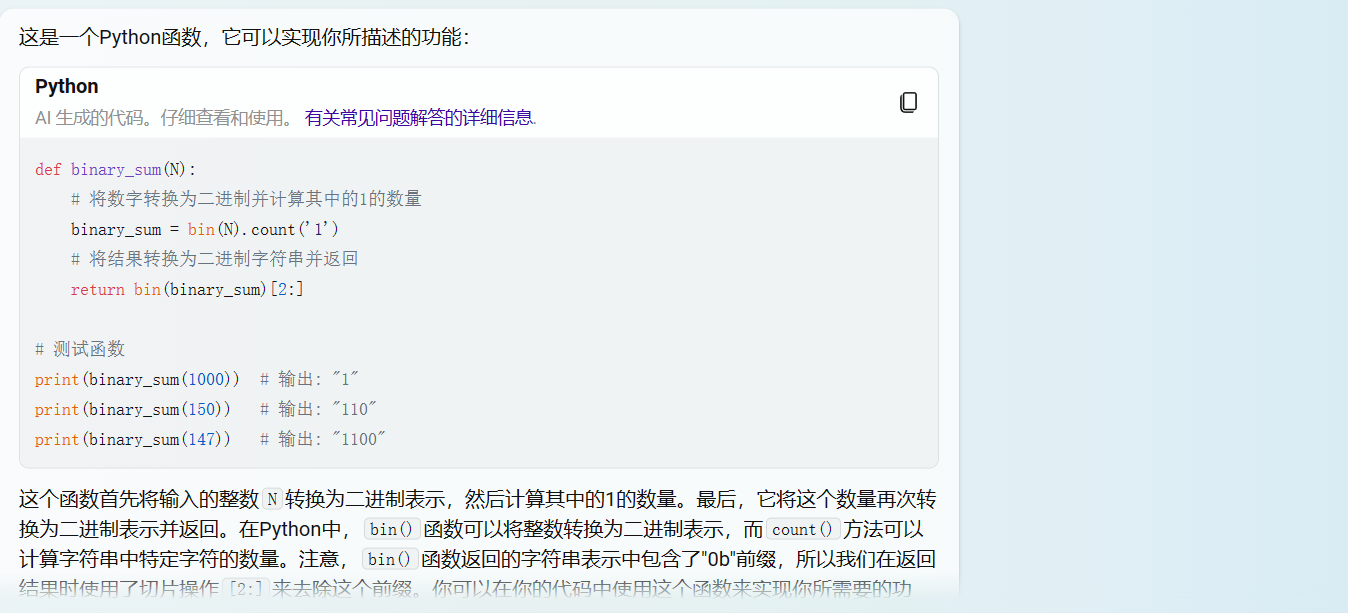 这是一个Python函数，它可以实现你所描述的功能：
Python
AI 生成的代码。仔细查看和使用。 有关常见问题解答的详细信息.
def binary_sum(N):
    # 将数字转换为二进制并计算其中的1的数量
    binary_sum = bin(N).count('1')
    # 将结果转换为二进制字符串并返回
    return bin(binary_sum)[2:]
# 测试函数
print(binary_sum(1000))  # 输出: "1"
print(binary_sum(150))   # 输出: "110"
print(binary_sum(147))   # 输出: "1100"
这个函数首先将输入的整数 N 转换为二进制表示，然后计算其中的1的数量。最后，它将这个数量再次转
换为二进制表示并返回。在Python中， bin() 函数可以将整数转换为二进制表示，而 count() 方法可以
计算字符串中特定字符的数量。注意， bin() 函数返回的字符串表示中包含了"0b"前缀，所以我们在返回
结果时使用了切片操作 [2:] 来去除这个前缀。你可以在你的代码中使用这个函数来实现你所需要的功